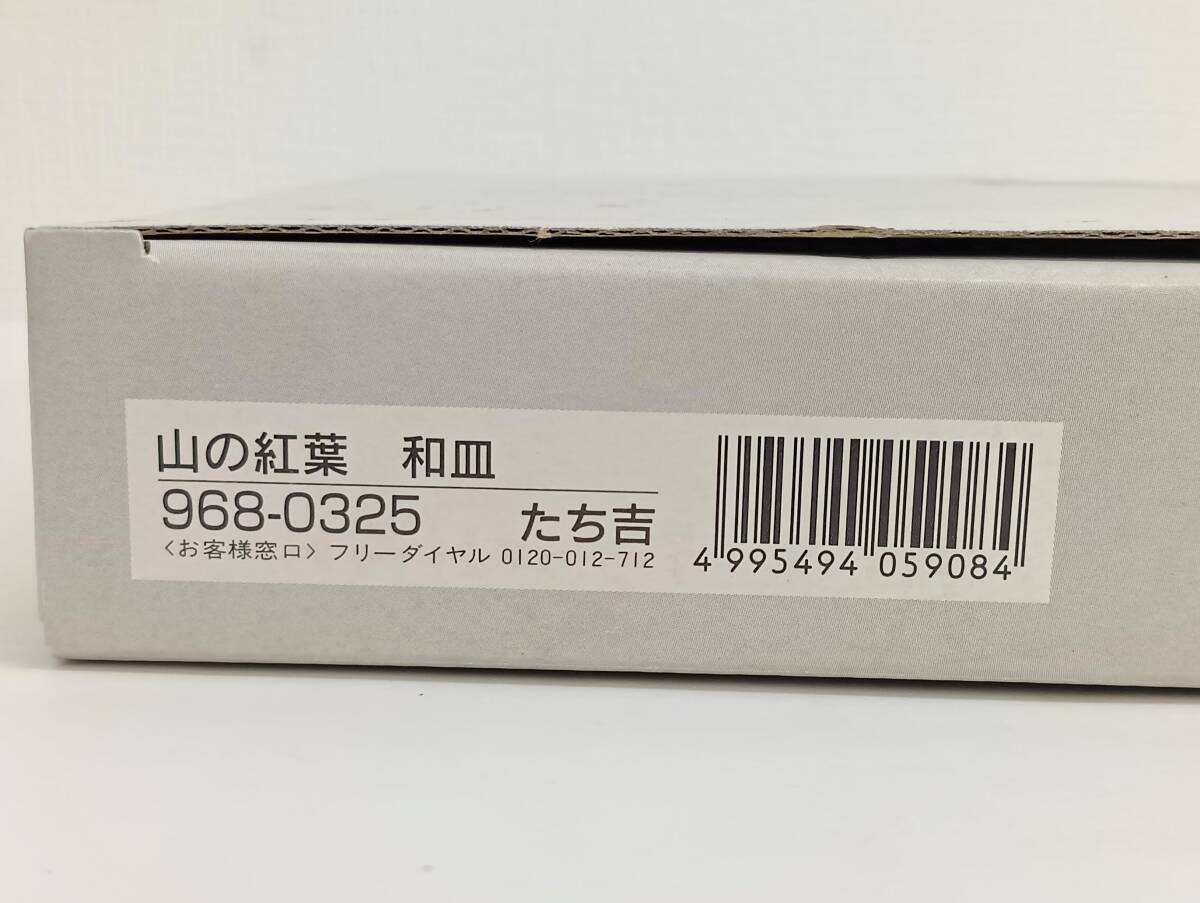 山の紅葉　和皿
968-0325　たち吉
〈お客様窓口〉フリーダイヤル 0120-012-712
4 995494 059084